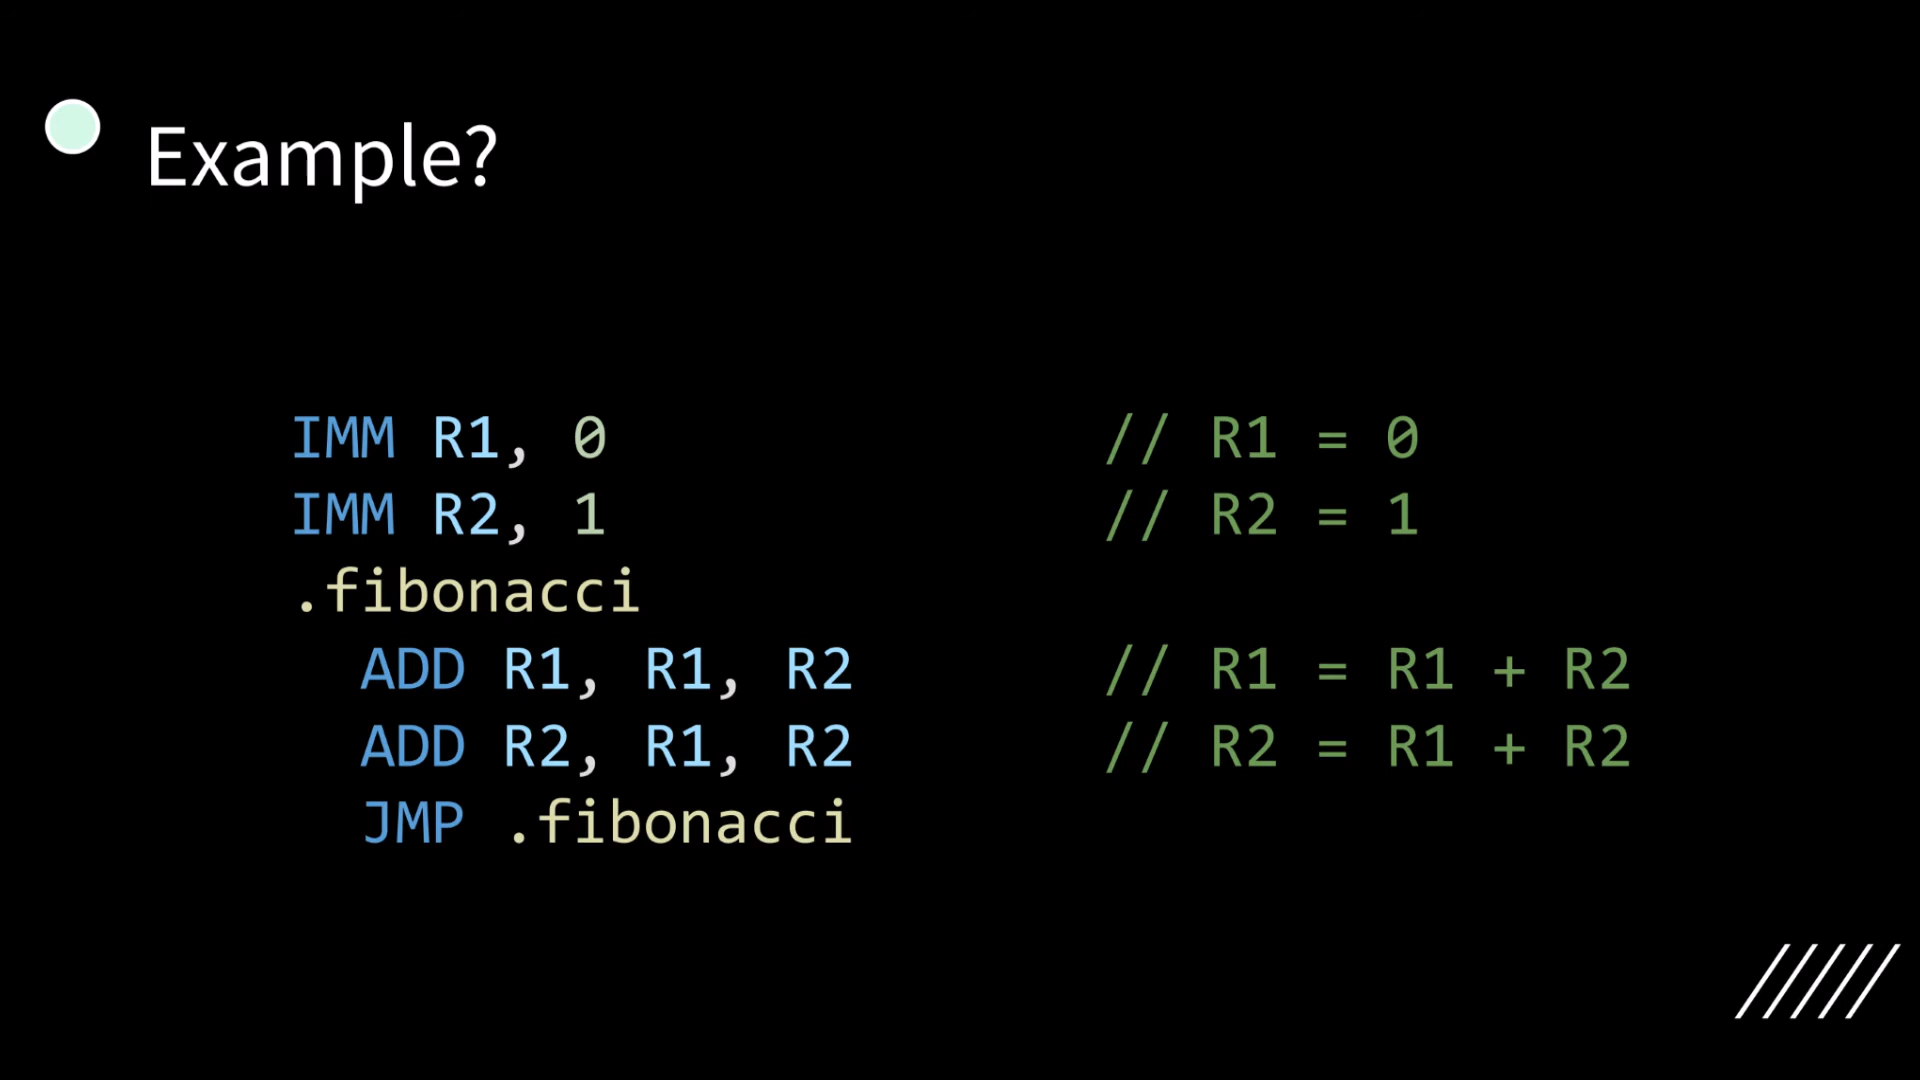 Example?
IMM R1, 0 // R1 = 0
IMM R2, 1 // R2 = 1
.fibonacci
ADD R1, R1, R2 // R1 = R1 + R2
ADD R2, R1, R2 // R2 = R1 + R2
JMP .fibonacci